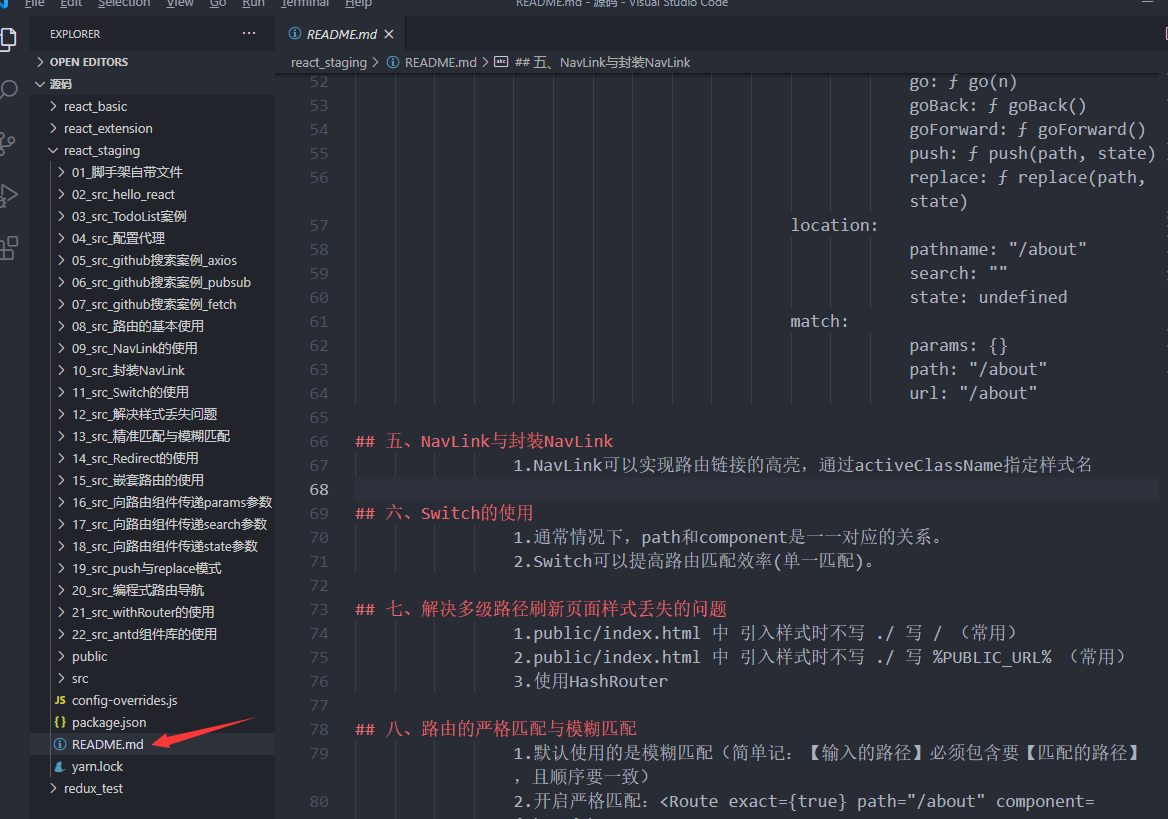 File Edit Selection View Go Run Terminal Help
README.md - 源码 - Visual Studio Code
EXPLORER ···
OPEN EDITORS
源码
react_basic
react_extension
react_staging
01_脚手架自带文件
02_src_hello_react
03_src_TodoList案例
04_src_配置代理
05_src_github搜索案例_axios
06_src_github搜索案例_pubsub
07_src_github搜索案例_fetch
08_src_路由的基本使用
09_src_NavLink的使用
10_src_封装NavLink
11_src_Switch的使用
12_src_解决样式丢失问题
13_src_精准匹配与模糊匹配
14_src_Redirect的使用
15_src_嵌套路由的使用
16_src_向路由组件传递params参数
17_src_向路由组件传递search参数
18_src_向路由组件传递state参数
19_src_push与replace模式
20_src_编程式路由导航
21_src_withRouter的使用
22_src_antd组件库的使用
public
src
JS config-overrides.js
{} package.json
README.md
yarn.lock
redux_test
README.md
react_staging > README.md > ## 五、NavLink与封装NavLink
52 go: ƒ go(n)
53 goBack: ƒ goBack()
54 goForward: ƒ goForward()
55 push: ƒ push(path, state)
56 replace: ƒ replace(path,
state)
57 location:
58 pathname: "/about"
59 search: ""
60 state: undefined
61 match:
62 params: {}
63 path: "/about"
64 url: "/about"
65
66 ## 五、NavLink与封装NavLink
67 1.NavLink可以实现路由链接的高亮，通过activeClassName指定样式名
68
69 ## 六、Switch的使用
70 1.通常情况下，path和component是一一对应的关系。
71 2.Switch可以提高路由匹配效率(单一匹配)。
72
73 ## 七、解决多级路径刷新页面样式丢失的问题
74 1.public/index.html 中 引入样式时不写 ./ 写 / （常用）
75 2.public/index.html 中 引入样式时不写 ./ 写 %PUBLIC_URL% （常用）
76 3.使用HashRouter
77
78 ## 八、路由的严格匹配与模糊匹配
79 1.默认使用的是模糊匹配（简单记：【输入的路径】必须包含要【匹配的路径】
，且顺序要一致）
80 2.开启严格匹配：<Route exact={true} path="/about" component=